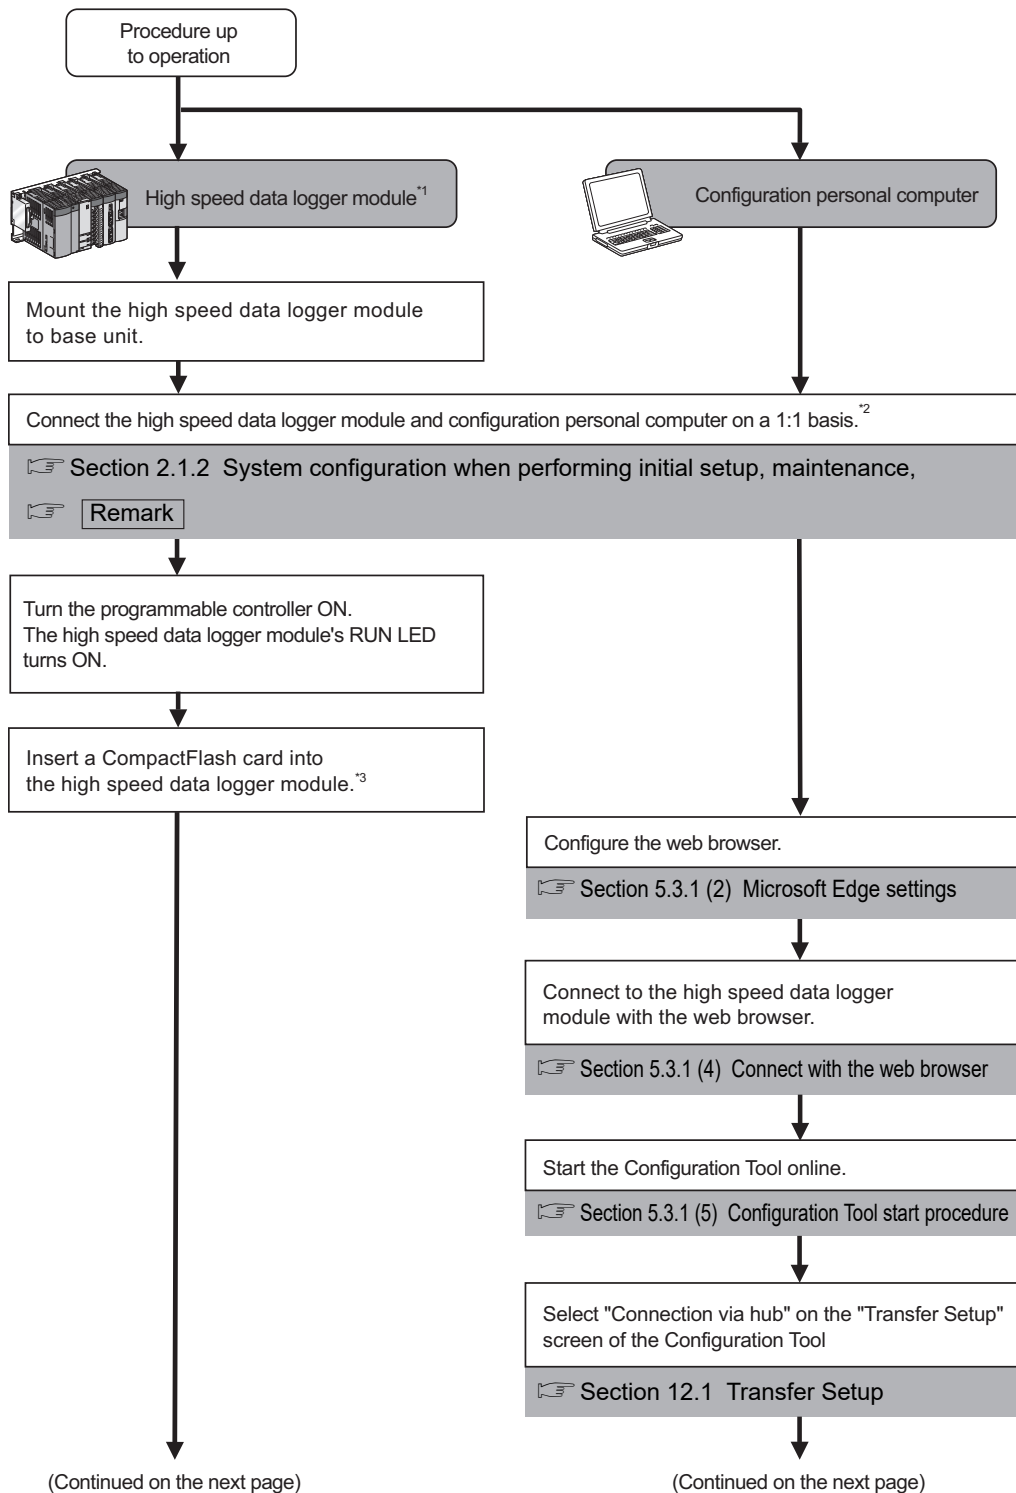 Procedure up
to operation
High speed data logger module*1
Configuration personal computer
Mount the high speed data logger module
to base unit.
Connect the high speed data logger module and configuration personal computer on a 1:1 basis.*2
Section 2.1.2 System configuration when performing initial setup, maintenance,
Remark
Turn the programmable controller ON.
The high speed data logger module's RUN LED
turns ON.
Insert a CompactFlash card into
the high speed data logger module.*3
Configure the web browser.
Section 5.3.1 (2) Microsoft Edge settings
Connect to the high speed data logger
module with the web browser.
Section 5.3.1 (4) Connect with the web browser
Start the Configuration Tool online.
Section 5.3.1 (5) Configuration Tool start procedure
Select "Connection via hub" on the "Transfer Setup"
screen of the Configuration Tool
Section 12.1 Transfer Setup
(Continued on the next page)
(Continued on the next page)